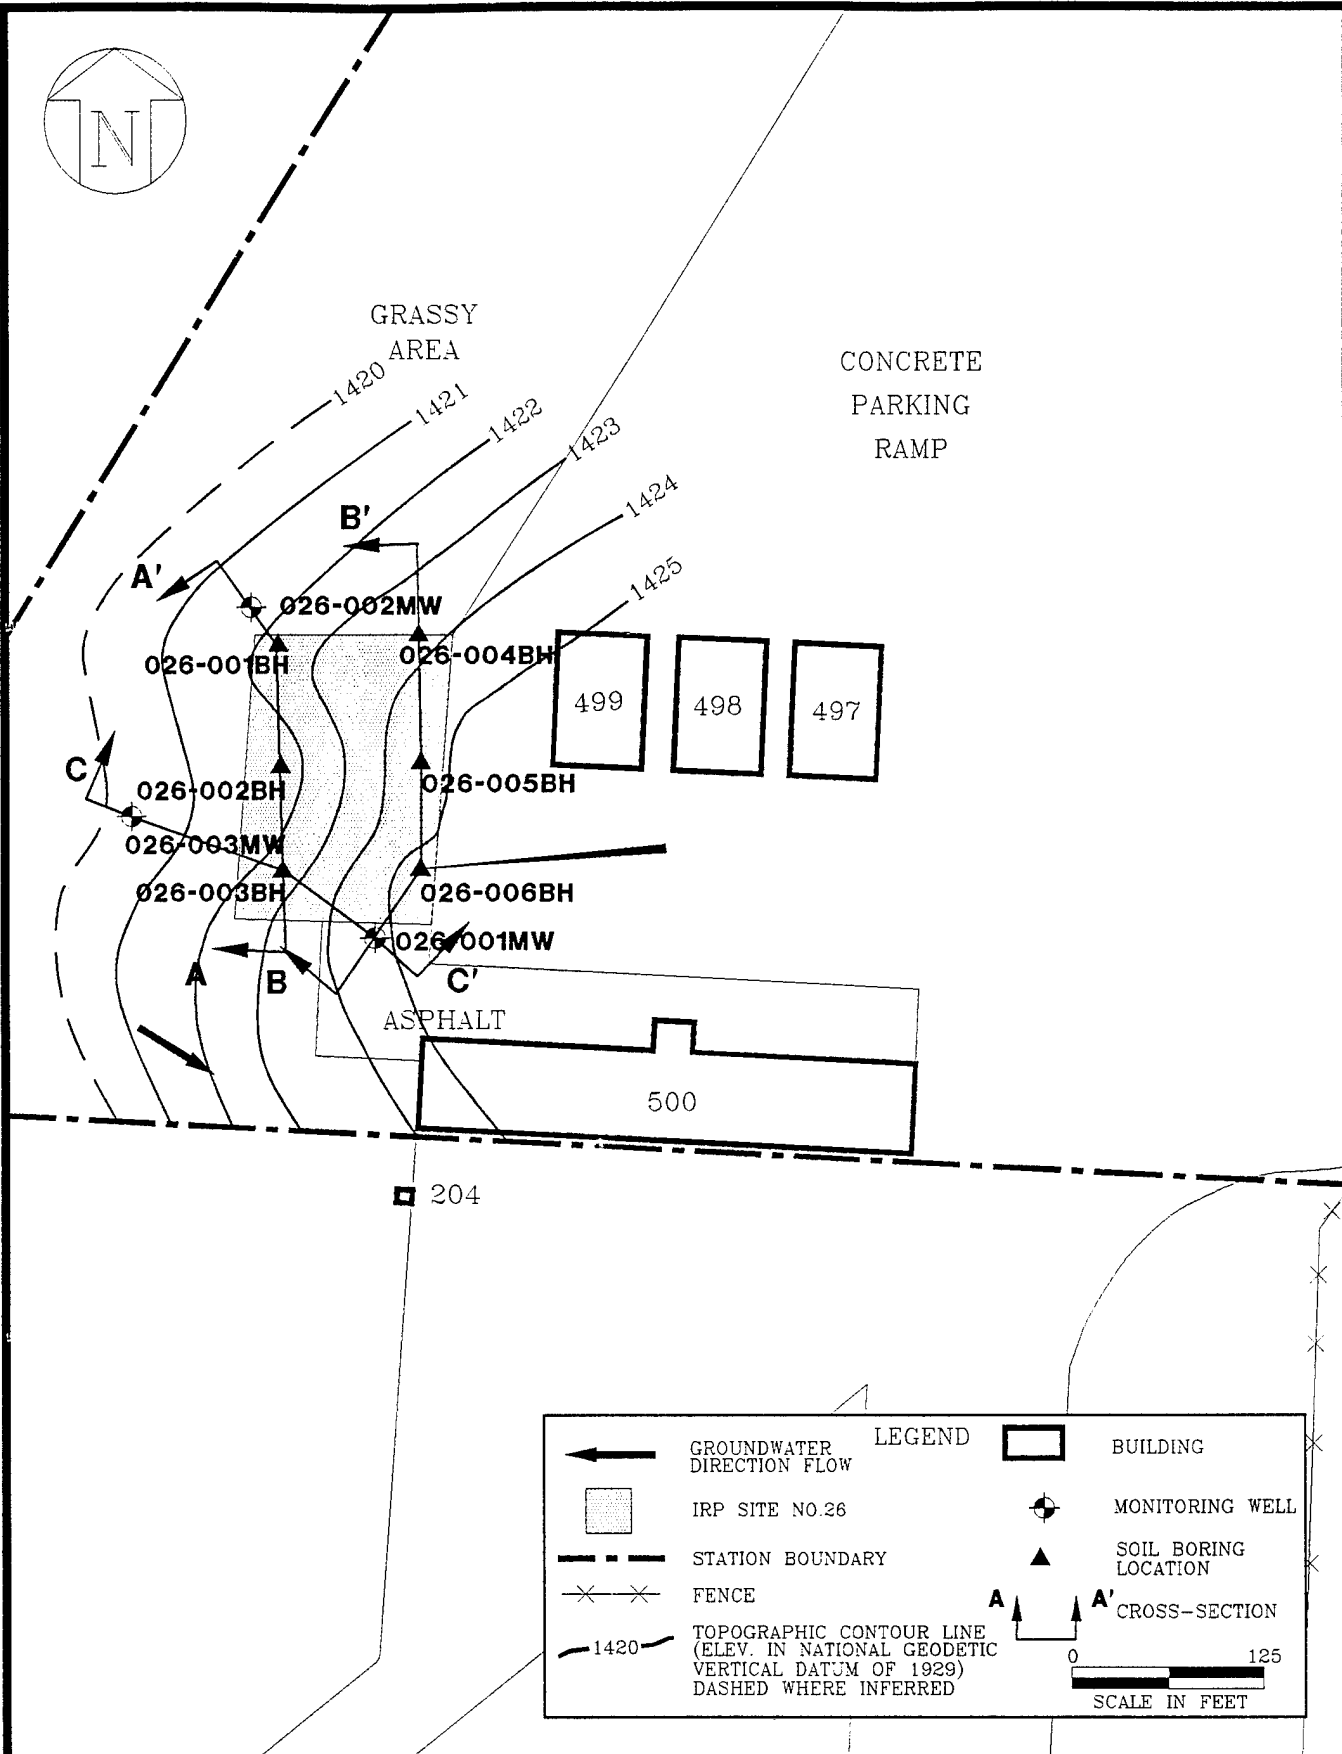 N
GRASSY
AREA
CONCRETE
PARKING
RAMP
1420
1421
1422
1423
1424
1425
B'
A'
026-002MW
026-001BH
026-004BH
499
498
497
C
026-002BH
026-005BH
026-003MW
026-003BH
026-006BH
026-001MW
A
B
C'
ASPHALT
500
204
LEGEND
GROUNDWATER
DIRECTION FLOW
IRP SITE NO.26
STATION BOUNDARY
FENCE
1420
TOPOGRAPHIC CONTOUR LINE
(ELEV. IN NATIONAL GEODETIC
VERTICAL DATUM OF 1929)
DASHED WHERE INFERRED
BUILDING
MONITORING WELL
SOIL BORING
LOCATION
A A'
CROSS-SECTION
0 125
SCALE IN FEET